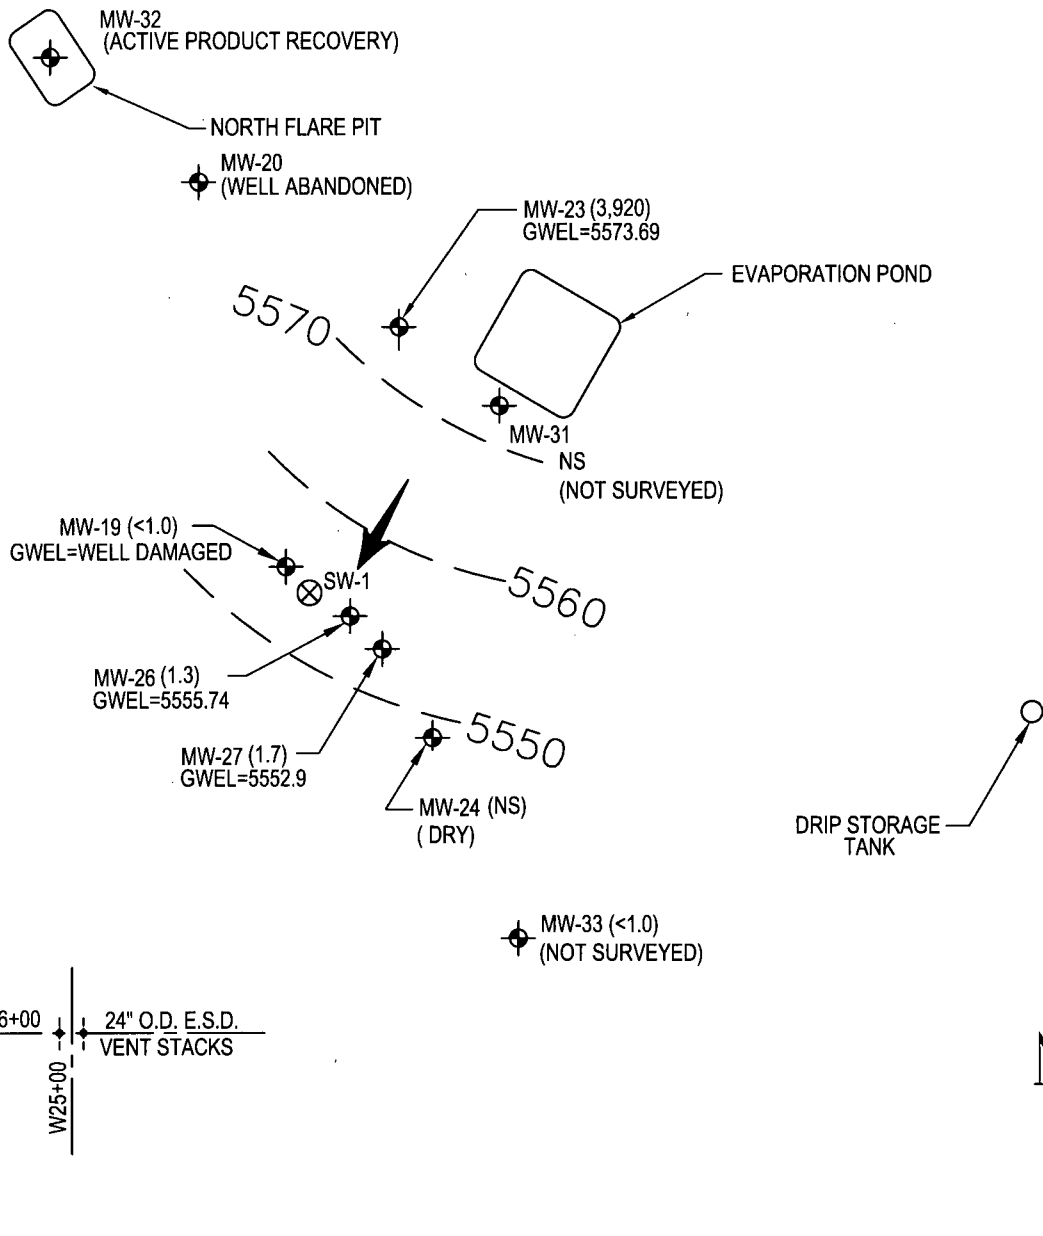 MW-32
(ACTIVE PRODUCT RECOVERY)
NORTH FLARE PIT
MW-20
(WELL ABANDONED)
MW-23 (3,920)
GWEL=5573.69
EVAPORATION POND
5570
MW-31
NS
(NOT SURVEYED)
MW-19 (<1.0)
GWEL=WELL DAMAGED
SW-1
5560
MW-26 (1.3)
GWEL=5555.74
5550
MW-27 (1.7)
GWEL=5552.9
MW-24 (NS)
( DRY)
DRIP STORAGE
TANK
MW-33 (<1.0)
(NOT SURVEYED)
6+00
24" O.D. E.S.D.
VENT STACKS
W25+00